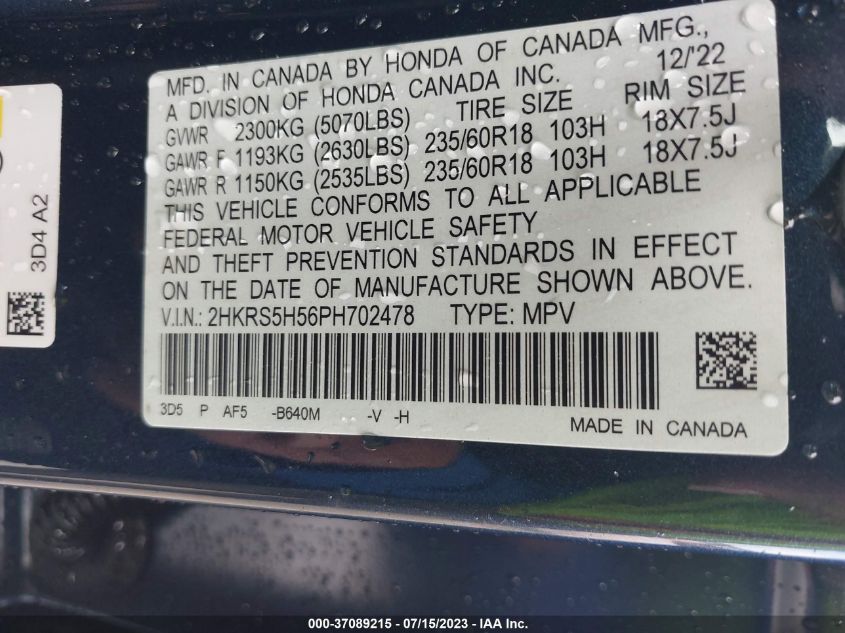 MFD. IN CANADA BY HONDA OF CANADA MFG.,
A DIVISION OF HONDA CANADA INC. 12/'22
GVWR 2300KG (5070LBS) TIRE SIZE RIM SIZE
GAWR F 1193KG (2630LBS) 235/60R18 103H 18X7.5J
GAWR R 1150KG (2535LBS) 235/60R18 103H 18X7.5J
THIS VEHICLE CONFORMS TO ALL APPLICABLE
FEDERAL MOTOR VEHICLE SAFETY
AND THEFT PREVENTION STANDARDS IN EFFECT
ON THE DATE OF MANUFACTURE SHOWN ABOVE.
V.I.N.: 2HKRS5H56PH702478 TYPE: MPV
3D5 P AF5 -B640M -V -H
MADE IN CANADA
3D4 A2
000-37089215 - 07/15/2023 - IAA Inc.